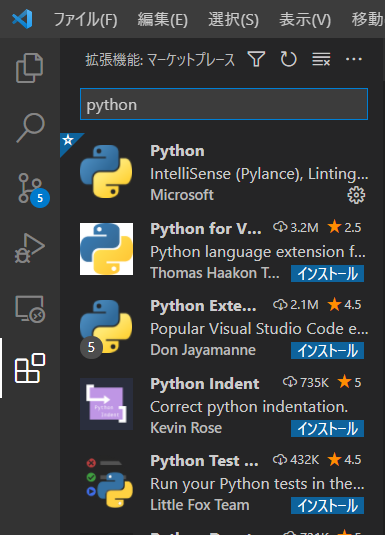 ファイル(F) 編集(E) 選択(S) 表示(V) 移動
拡張機能: マーケットプレース
python
5
Python
IntelliSense (Pylance), Linting...
Microsoft
Python for V... 3.2M 2.5
Python language extension f...
Thomas Haakon T... インストール
Python Exte... 2.1M 4.5
Popular Visual Studio Code e...
5
Don Jayamanne インストール
Python Indent 735K 5
Correct python indentation.
Kevin Rose インストール
Python Test ... 432K 4.5
Run your Python tests in the...
Little Fox Team インストール